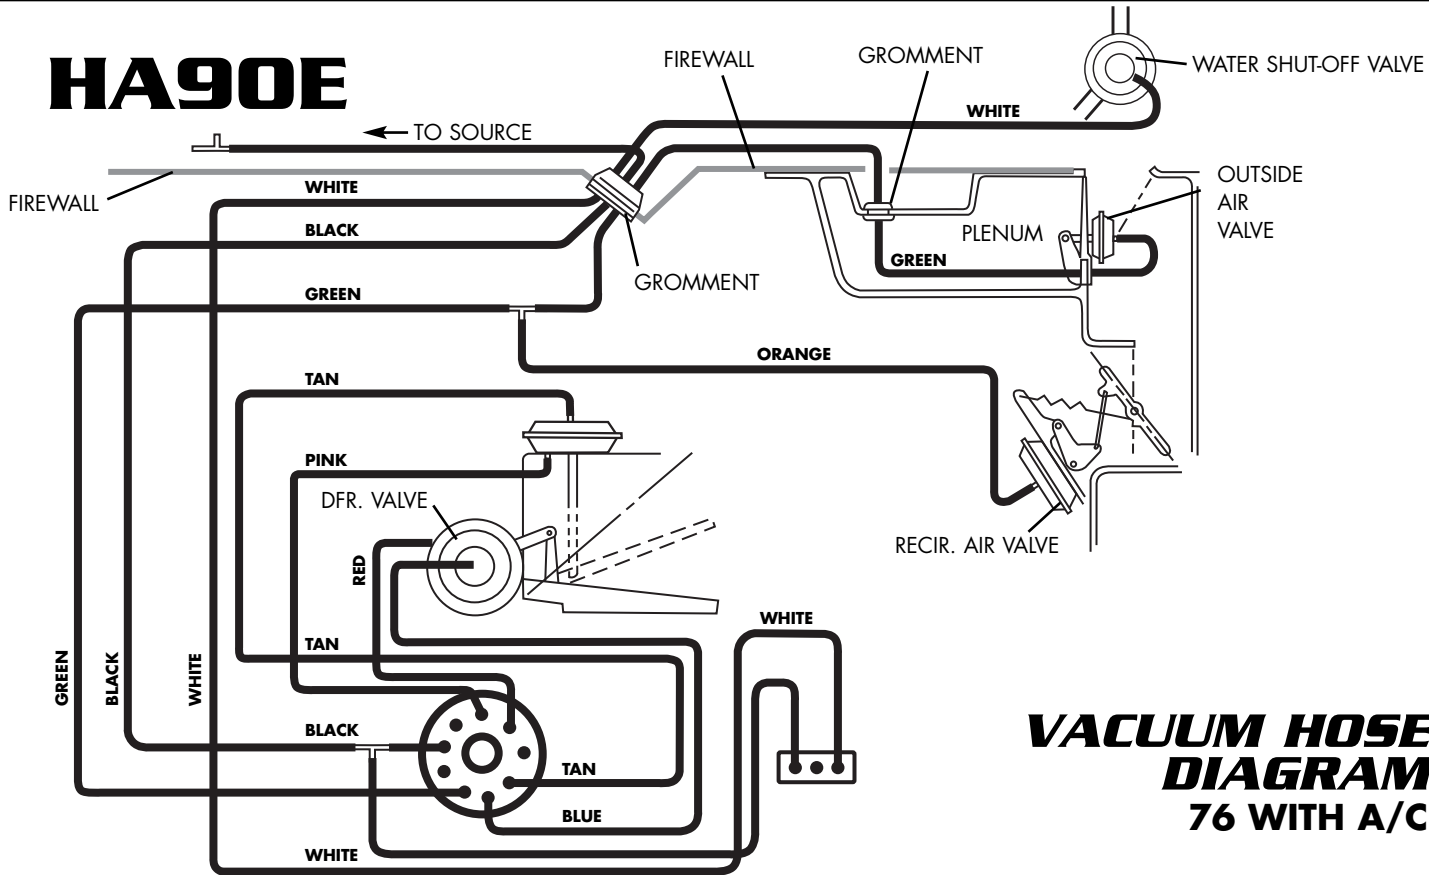 HA90E
FIREWALL
GROMMENT
WATER SHUT-OFF VALVE
WHITE
TO SOURCE
FIREWALL
WHITE
BLACK
GREEN
GROMMENT
PLENUM
GREEN
OUTSIDE
AIR
VALVE
ORANGE
TAN
PINK
DFR. VALVE
RED
RECIR. AIR VALVE
WHITE
TAN
GREEN
BLACK
WHITE
BLACK
TAN
BLUE
WHITE
VACUUM HOSE
DIAGRAM
76 WITH A/C